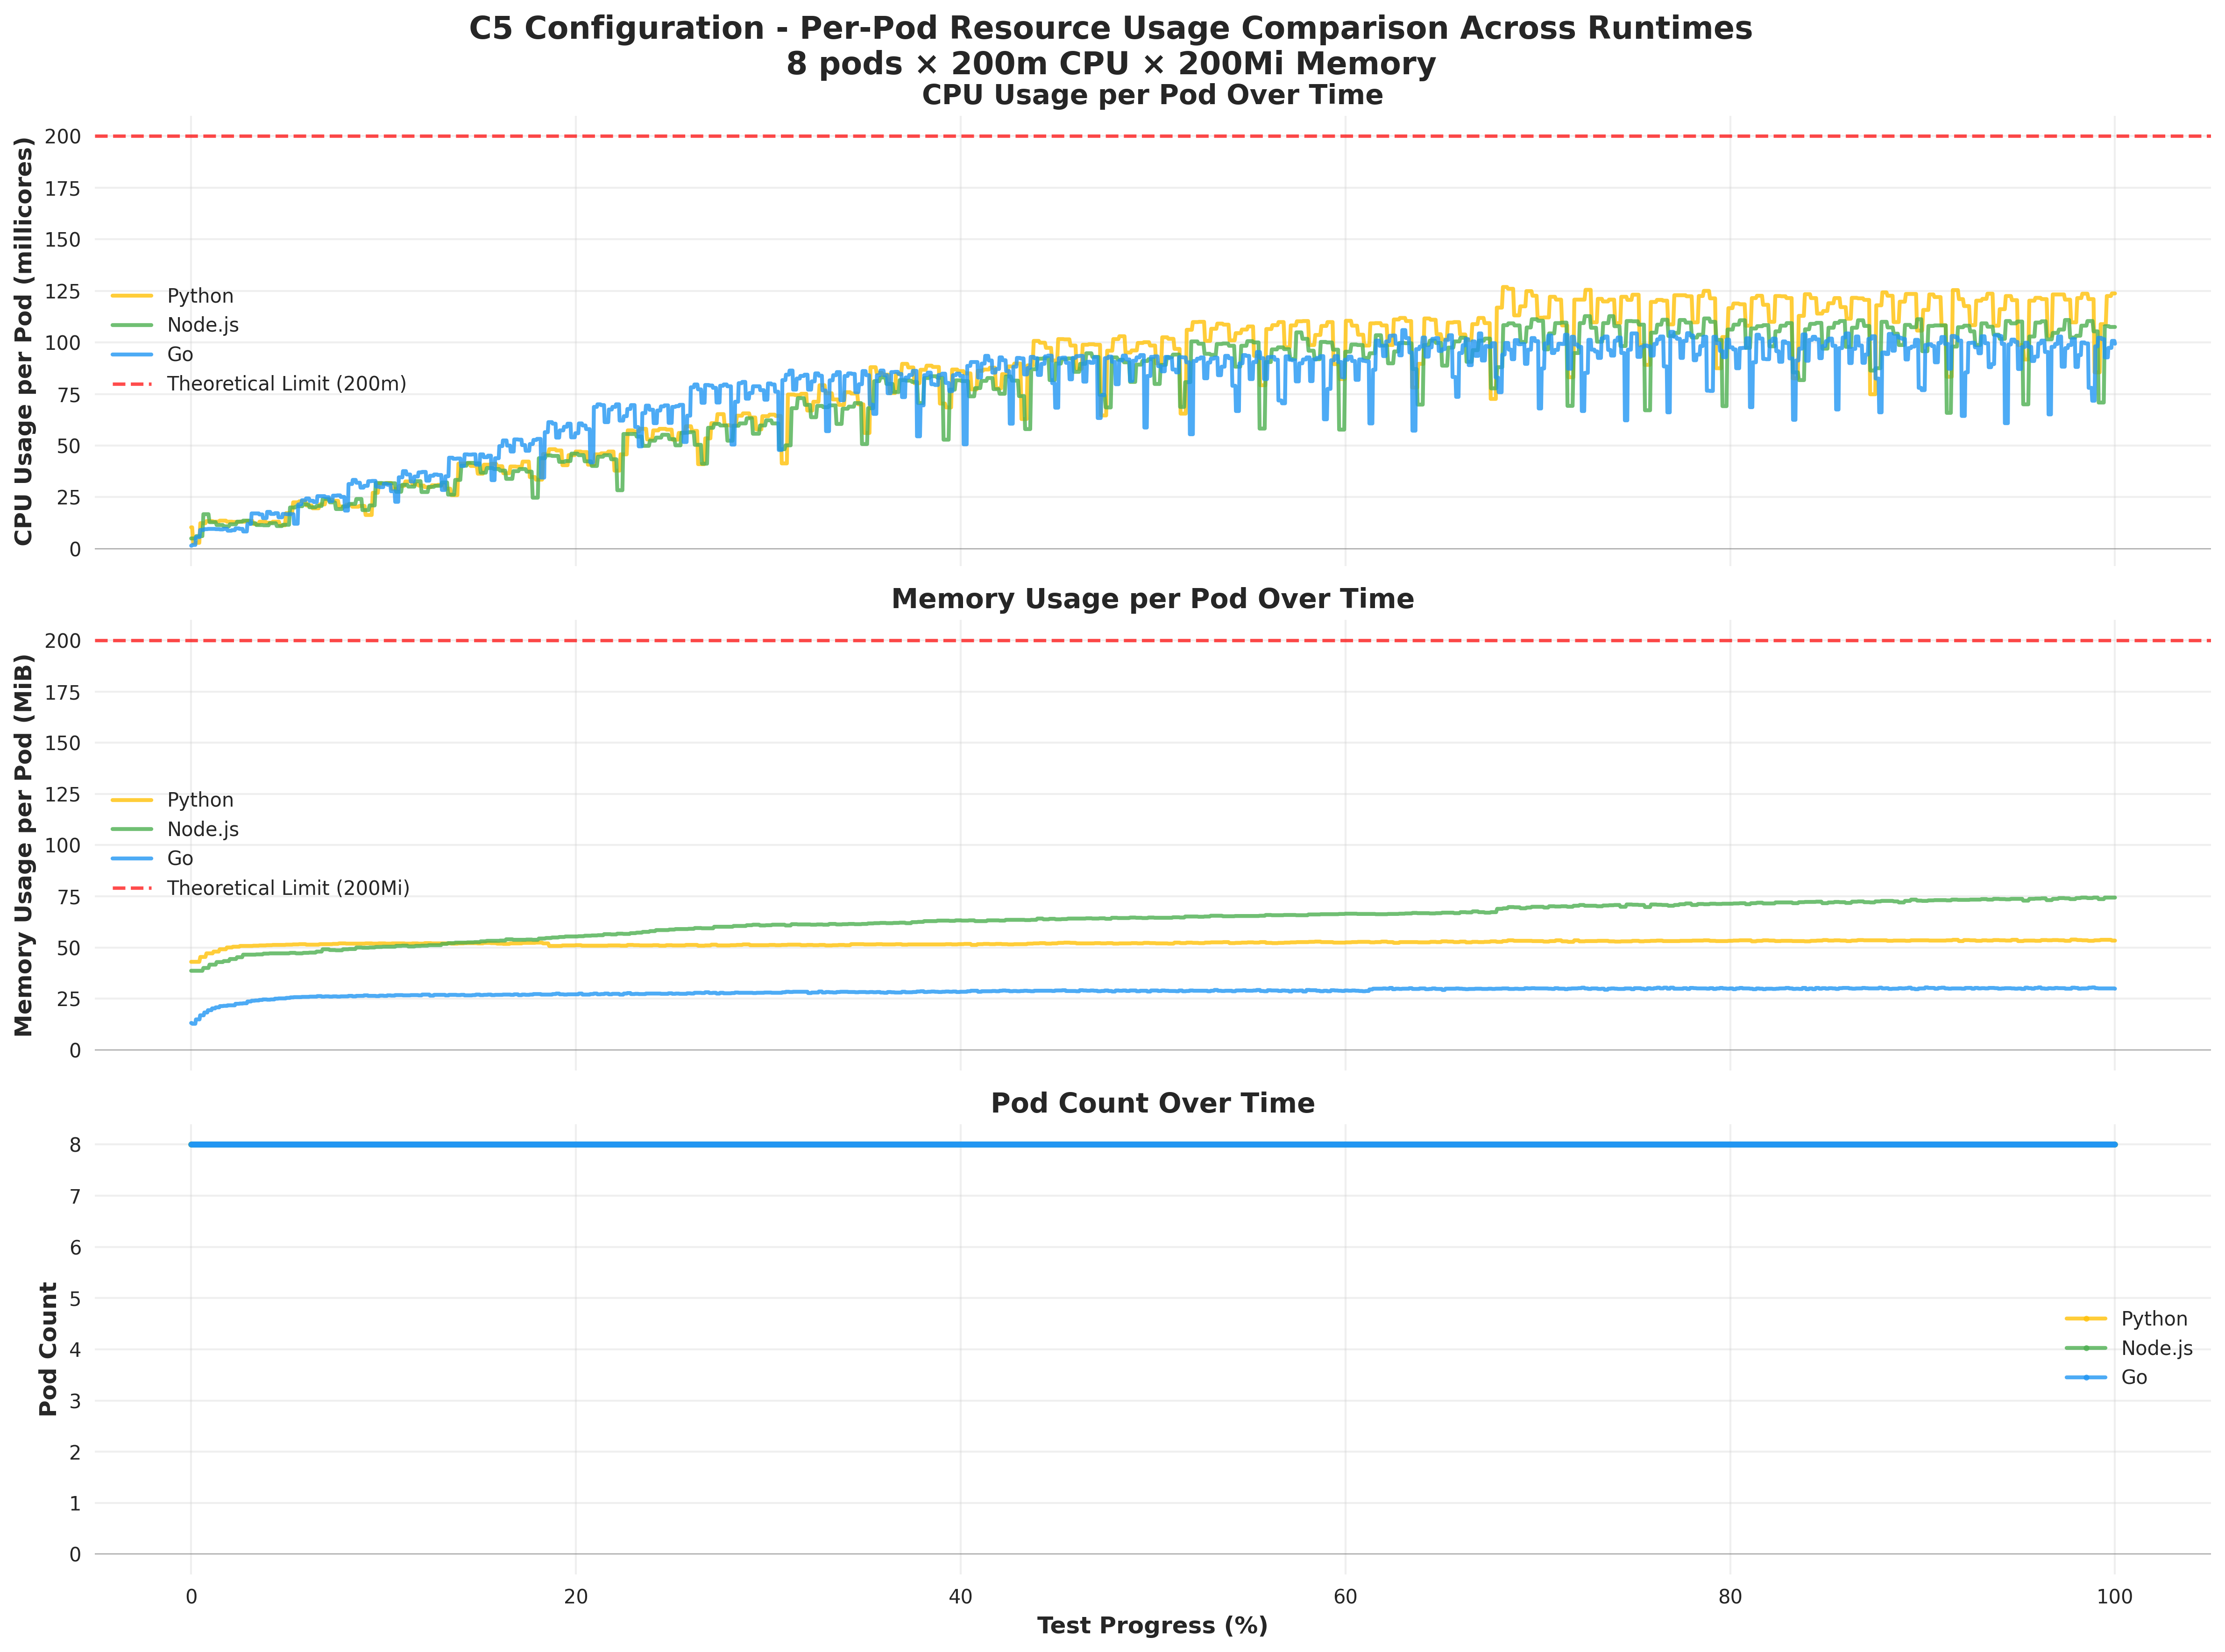 C5 Configuration - Per-Pod Resource Usage Comparison Across Runtimes
8 pods × 200m CPU × 200Mi Memory
CPU Usage per Pod Over Time
CPU Usage per Pod (millicores)
200
175
150
125
100
75
50
25
0
Python
Node.js
Go
Theoretical Limit (200m)
Memory Usage per Pod Over Time
Memory Usage per Pod (MiB)
200
175
150
125
100
75
50
25
0
Python
Node.js
Go
Theoretical Limit (200Mi)
Pod Count Over Time
Pod Count
8
7
6
5
4
3
2
1
0
Python
Node.js
Go
0 20 40 60 80 100
Test Progress (%)